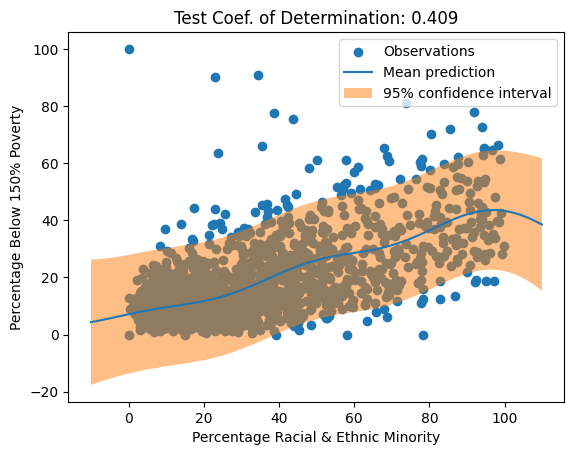 Test Coef. of Determination: 0.409
Observations
Mean prediction
95% confidence interval
Percentage Below 150% Poverty
100
80
60
40
20
0
−20
0
20
40
60
80
100
Percentage Racial & Ethnic Minority